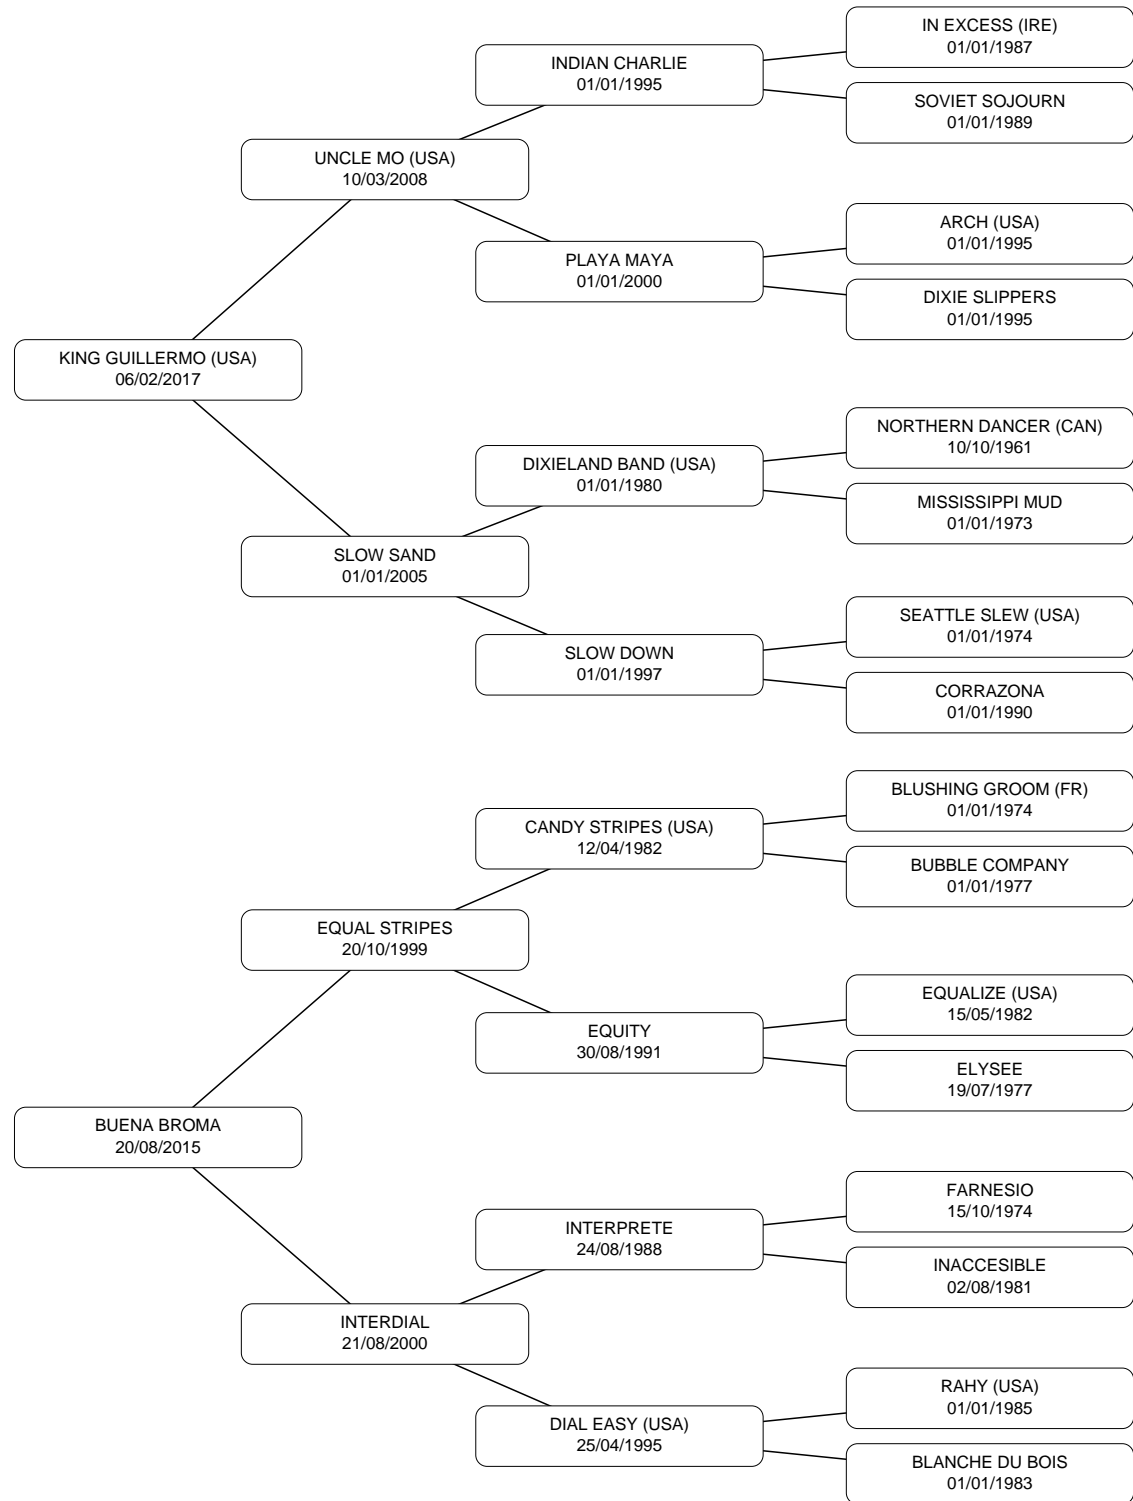 IN EXCESS (IRE)
01/01/1987
INDIAN CHARLIE
01/01/1995
SOVIET SOJOURN
01/01/1989
UNCLE MO (USA)
10/03/2008
ARCH (USA)
01/01/1995
PLAYA MAYA
01/01/2000
DIXIE SLIPPERS
01/01/1995
KING GUILLERMO (USA)
06/02/2017
NORTHERN DANCER (CAN)
10/10/1961
DIXIELAND BAND (USA)
01/01/1980
MISSISSIPPI MUD
01/01/1973
SLOW SAND
01/01/2005
SEATTLE SLEW (USA)
01/01/1974
SLOW DOWN
01/01/1997
CORRAZONA
01/01/1990
BLUSHING GROOM (FR)
01/01/1974
CANDY STRIPES (USA)
12/04/1982
BUBBLE COMPANY
01/01/1977
EQUAL STRIPES
20/10/1999
EQUALIZE (USA)
15/05/1982
EQUITY
30/08/1991
ELYSEE
19/07/1977
BUENA BROMA
20/08/2015
FARNESIO
15/10/1974
INTERPRETE
24/08/1988
INACCESIBLE
02/08/1981
INTERDIAL
21/08/2000
RAHY (USA)
01/01/1985
DIAL EASY (USA)
25/04/1995
BLANCHE DU BOIS
01/01/1983